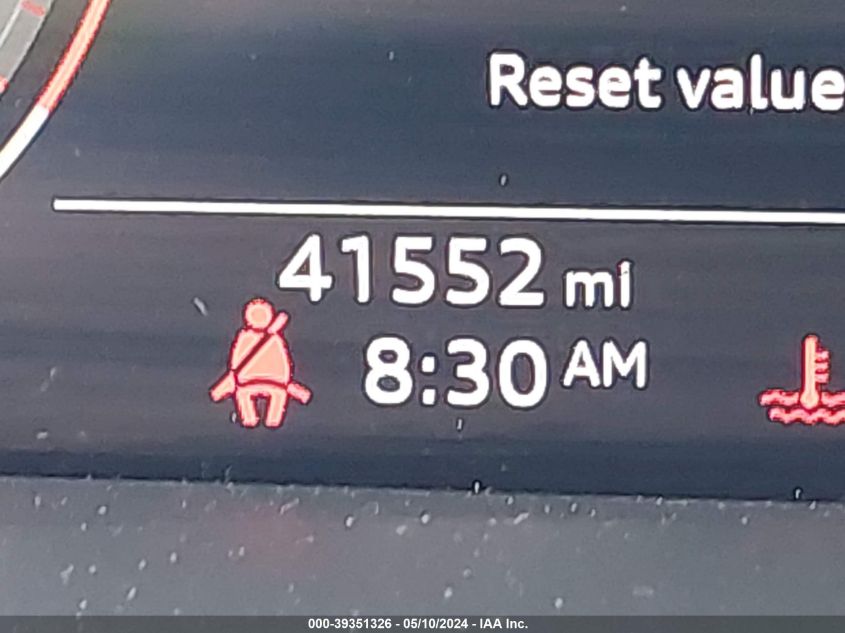 Reset value
41552 mi
8:30 AM
000-39351326 - 05/10/2024 - IAA Inc.